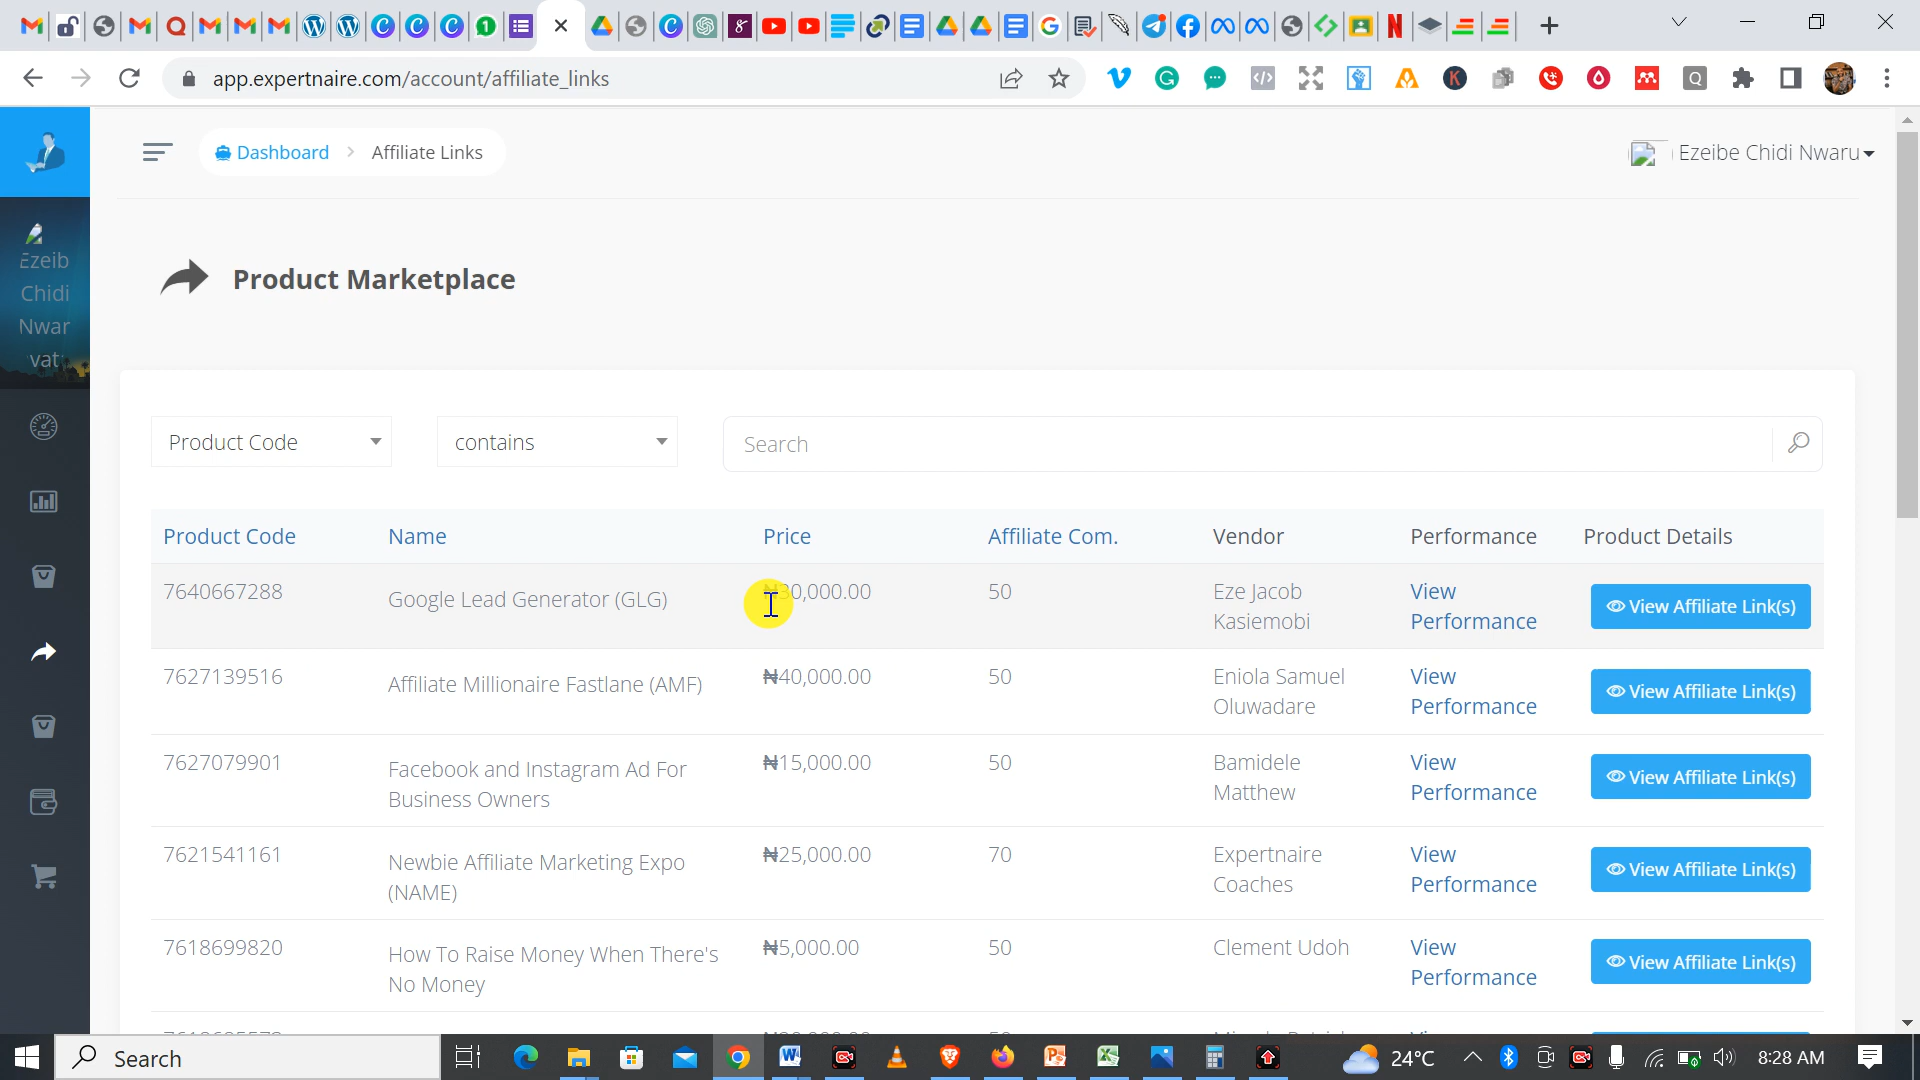 app.expertnaire.com/account/affiliate_links
Dashboard > Affiliate Links
Ezeibe Chidi Nwaru
Ezeib
Chidi
Nwar
vat
Product Marketplace
Product Code
contains
Search
Product Code Name Price Affiliate Com. Vendor Performance Product Details
7640667288 Google Lead Generator (GLG) ₦30,000.00 50 Eze Jacob Kasiemobi View Performance View Affiliate Link(s)
7627139516 Affiliate Millionaire Fastlane (AMF) ₦40,000.00 50 Eniola Samuel Oluwadare View Performance View Affiliate Link(s)
7627079901 Facebook and Instagram Ad For Business Owners ₦15,000.00 50 Bamidele Matthew View Performance View Affiliate Link(s)
7621541161 Newbie Affiliate Marketing Expo (NAME) ₦25,000.00 70 Expertnaire Coaches View Performance View Affiliate Link(s)
7618699820 How To Raise Money When There's No Money ₦5,000.00 50 Clement Udoh View Performance View Affiliate Link(s)
Search
24°C
8:28 AM